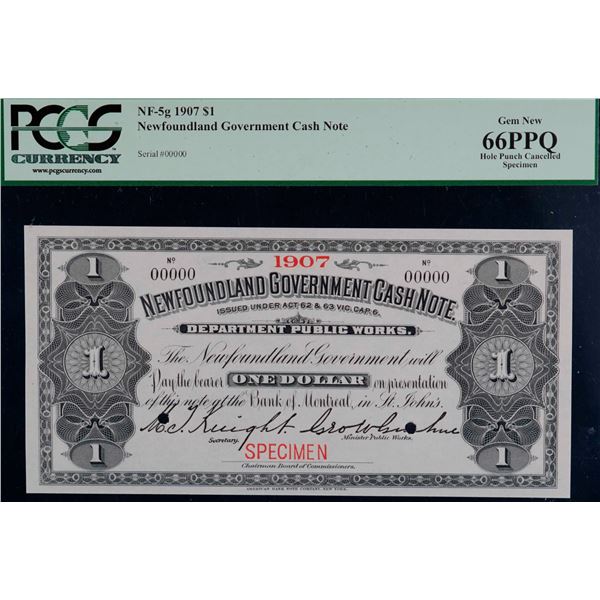 PCGS
CURRENCY
www.pcgscurrency.com
NF-5g 1907 $1
Newfoundland Government Cash Note
Serial #00000
Gem New
66PPQ
Hole Punch Cancelled
Specimen
1 1907 1
No No
00000 00000
NEWFOUNDLAND GOVERNMENT CASH NOTE.
ISSUED UNDER ACT 62 & 63 VIC. CAP. 6.
DEPARTMENT PUBLIC WORKS.
The Newfoundland Government will
1 Pay the bearer ONE DOLLAR on presentation 1
of this note at the Bank of Montreal, in St. John's.
Secretary. Minister Public Works.
1 SPECIMEN 1
Chairman Board of Commissioners.
AMERICAN BANK NOTE COMPANY, NEW YORK.